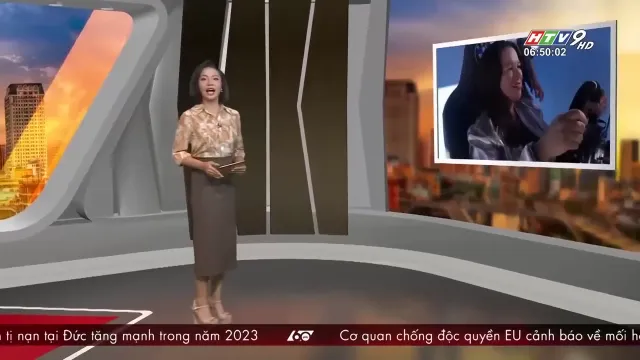 HTV9 HD
06:50:02
tị nạn tại Đức tăng mạnh trong năm 2023 60 Cơ quan chống độc quyền EU cảnh báo về mối